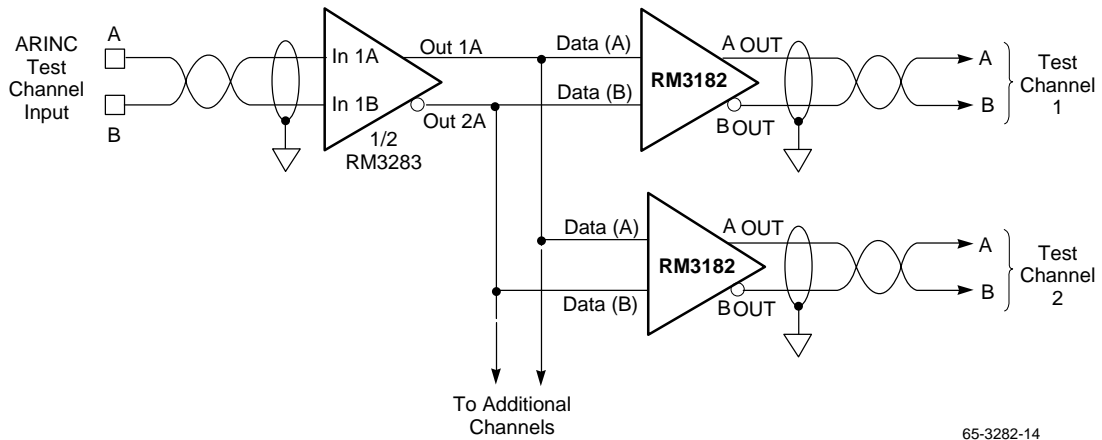 ARINC
Test
Channel
Input
A
B
In 1A
In 1B
1/2
RM3283
Out 1A
Out 2A
Data (A)
Data (B)
RM3182
A OUT
B OUT
A
B
Test
Channel
1
Data (A)
Data (B)
RM3182
A OUT
B OUT
A
B
Test
Channel
2
To Additional
Channels
65-3282-14